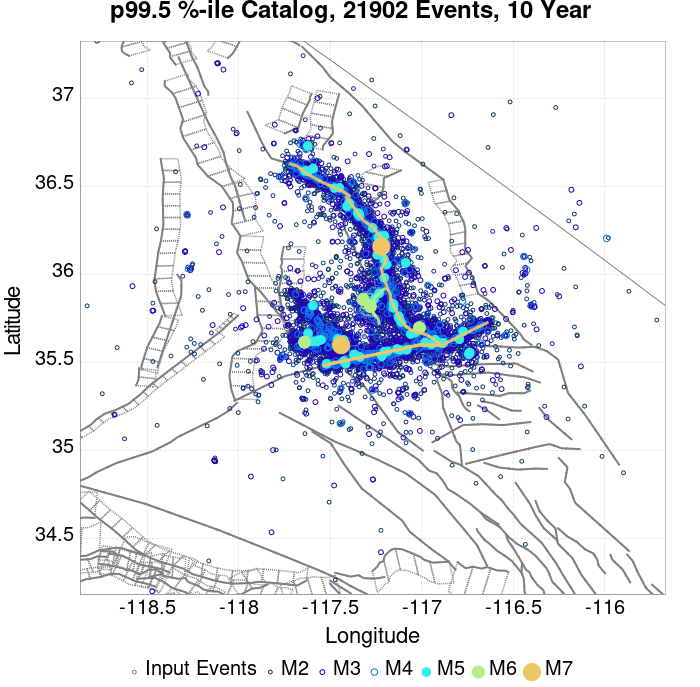 p99.5 %-ile Catalog, 21902 Events, 10 Year
37
36.5
36
35.5
35
34.5
Latitude
-118.5 -118 -117.5 -117 -116.5 -116
Longitude
Input Events M2 M3 M4 M5 M6 M7